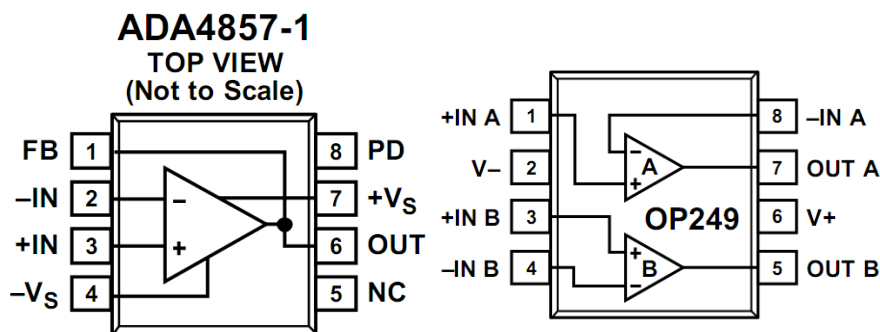 ADA4857-1
TOP VIEW
(Not to Scale)
FB 1
8 PD
–IN 2
–
7 +VS
+IN 3
+
6 OUT
–VS 4
5 NC
+IN A 1
8 –IN A
V– 2
–
A
+
7 OUT A
+IN B 3
OP249
6 V+
–IN B 4
+
B
–
5 OUT B